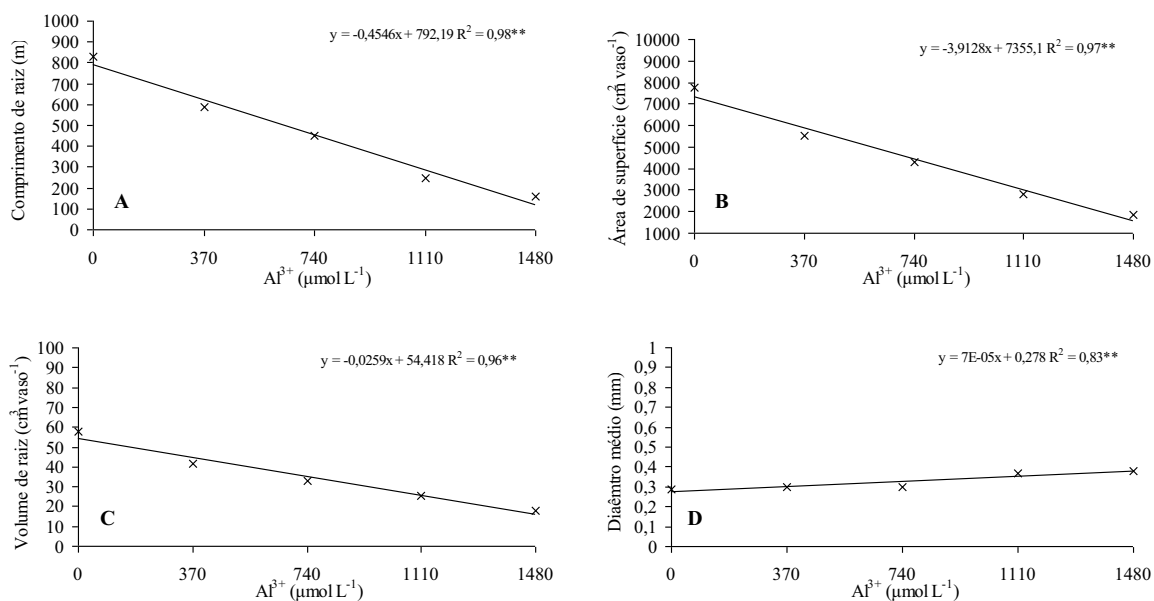 y = -0,4546x + 792,19 R² = 0,98**
Comprimento de raiz (m)
1000
900
800
700
600
500
400
300
200
100
0
A
0 370 740 1110 1480
Al³⁺ (μmol L⁻¹)
y = -3,9128x + 7355,1 R² = 0,97**
Área de superfície (cm² vaso⁻¹)
10000
9000
8000
7000
6000
5000
4000
3000
2000
1000
B
0 370 740 1110 1480
Al³⁺ (μmol L⁻¹)
y = -0,0259x + 54,418 R² = 0,96**
Volume de raiz (cm³ vaso⁻¹)
100
90
80
70
60
50
40
30
20
10
0
C
0 370 740 1110 1480
Al³⁺ (μmol L⁻¹)
y = 7E-05x + 0,278 R² = 0,83**
Diaêmtro médio (mm)
1
0,9
0,8
0,7
0,6
0,5
0,4
0,3
0,2
0,1
0
D
0 370 740 1110 1480
Al³⁺ (μmol L⁻¹)